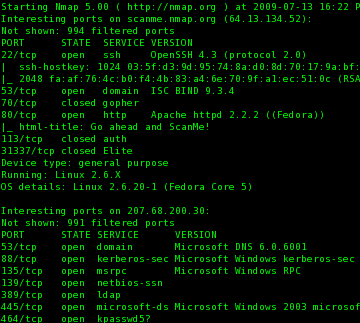 Starting Nmap 5.00 ( http://nmap.org ) at 2009-07-13 16:22 P
Interesting ports on scanme.nmap.org (64.13.134.52):
Not shown: 994 filtered ports
PORT      STATE  SERVICE VERSION
22/tcp    open   ssh     OpenSSH 4.3 (protocol 2.0)
|  ssh-hostkey: 1024 03:5f:d3:9d:95:74:8a:d0:8d:70:17:9a:bf:
|_ 2048 fa:af:76:4c:b0:f4:4b:83:a4:6e:70:9f:a1:ec:51:0c (RSA
53/tcp    open   domain  ISC BIND 9.3.4
70/tcp    closed gopher
80/tcp    open   http    Apache httpd 2.2.2 ((Fedora))
|_ html-title: Go ahead and ScanMe!
113/tcp   closed auth
31337/tcp closed Elite
Device type: general purpose
Running: Linux 2.6.X
OS details: Linux 2.6.20-1 (Fedora Core 5)
Interesting ports on 207.68.200.30:
Not shown: 991 filtered ports
PORT      STATE SERVICE      VERSION
53/tcp    open  domain       Microsoft DNS 6.0.6001
88/tcp    open  kerberos-sec Microsoft Windows kerberos-sec
135/tcp   open  msrpc        Microsoft Windows RPC
139/tcp   open  netbios-ssn
389/tcp   open  ldap
445/tcp   open  microsoft-ds Microsoft Windows 2003 microsof
464/tcp   open  kpasswd5?